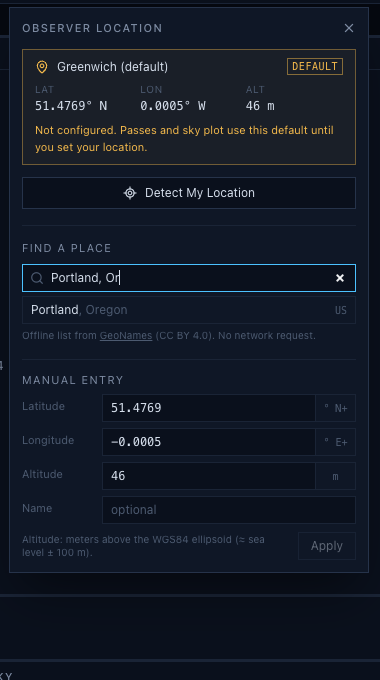 OBSERVER LOCATION
Greenwich (default)
DEFAULT
LAT LON ALT
51.4769° N 0.0005° W 46 m
Not configured. Passes and sky plot use this default until
you set your location.
Detect My Location
FIND A PLACE
Portland, Or
Portland, Oregon US
Offline list from GeoNames (CC BY 4.0). No network request.
4
MANUAL ENTRY
Latitude 51.4769 ° N+
Longitude −0.0005 ° E+
Altitude 46 m
Name optional
Altitude: meters above the WGS84 ellipsoid (≈ sea
level ± 100 m).
Apply
KY